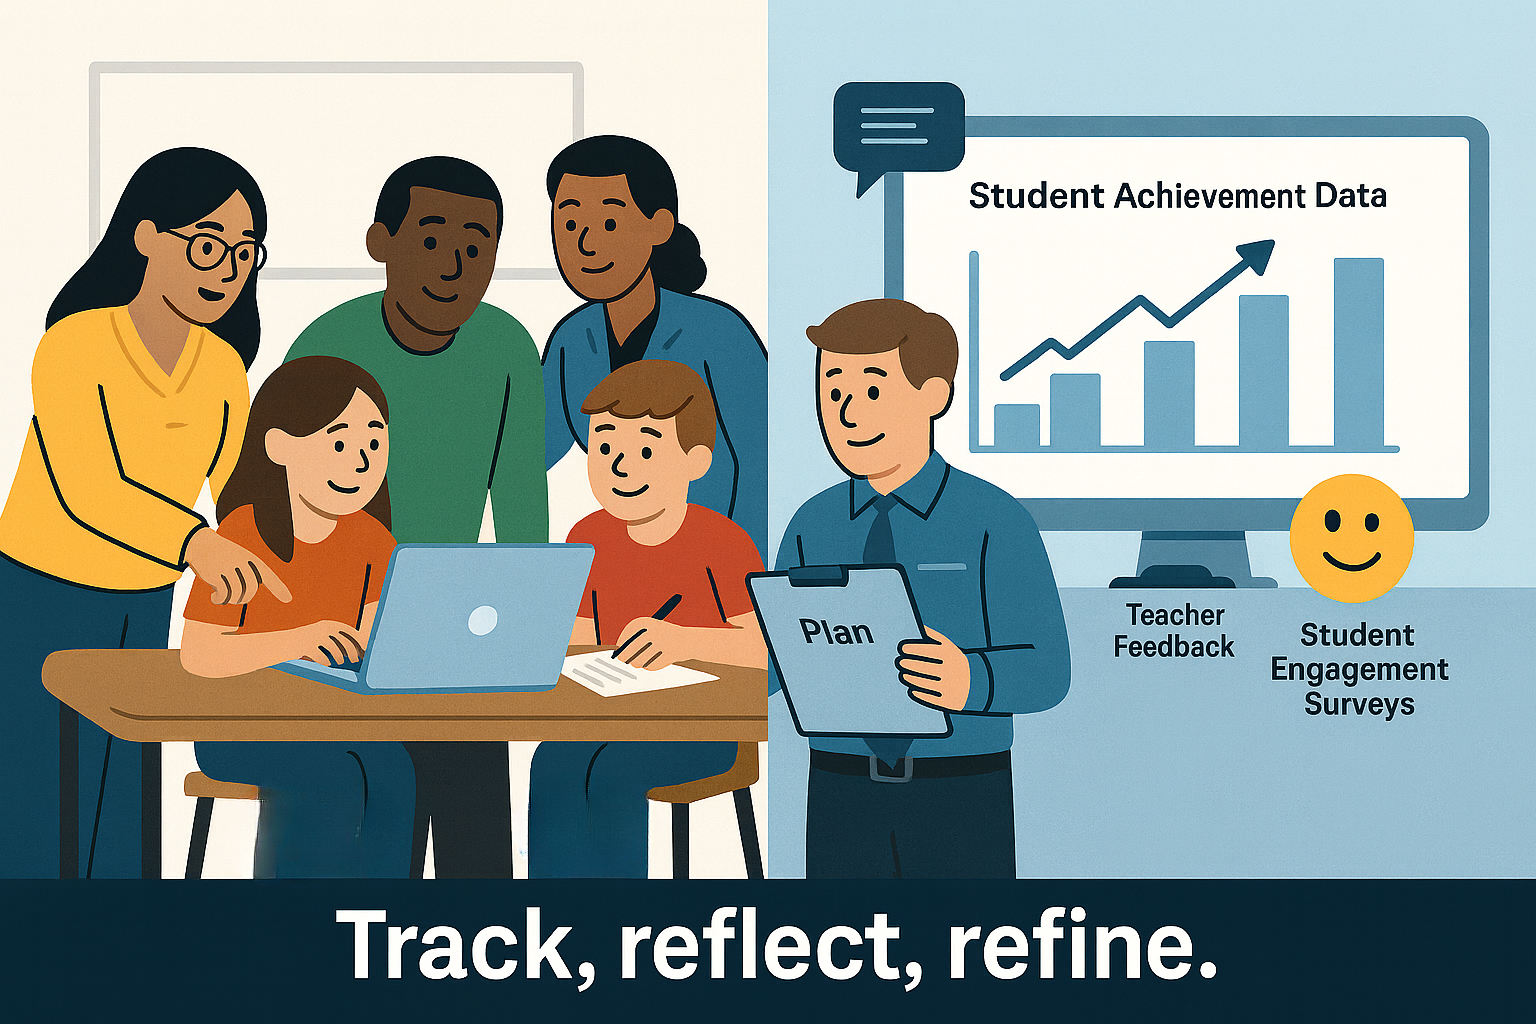 Student Achievement Data
Plan
Teacher
Feedback
Student
Engagement
Surveys
Track, reflect, refine.